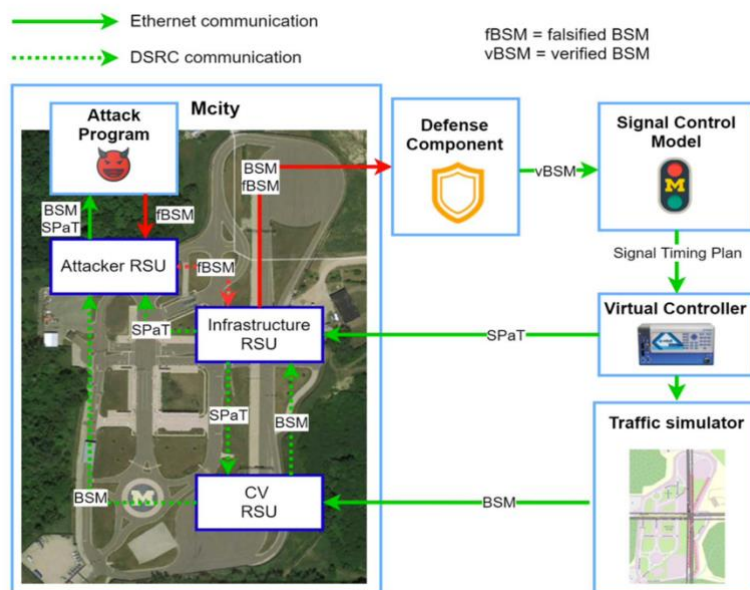 Ethernet communication
DSRC communication
fBSM = falsified BSM
vBSM = verified BSM
Mcity
Attack
Program
Defense
Component
Signal Control
Model
BSM
fBSM
vBSM
M
BSM
SPaT
fBSM
Attacker RSU
fBSM
Signal Timing Plan
Virtual Controller
SPaT
Infrastructure
RSU
SPaT
SPaT
BSM
Traffic simulator
BSM
M
CV
RSU
BSM